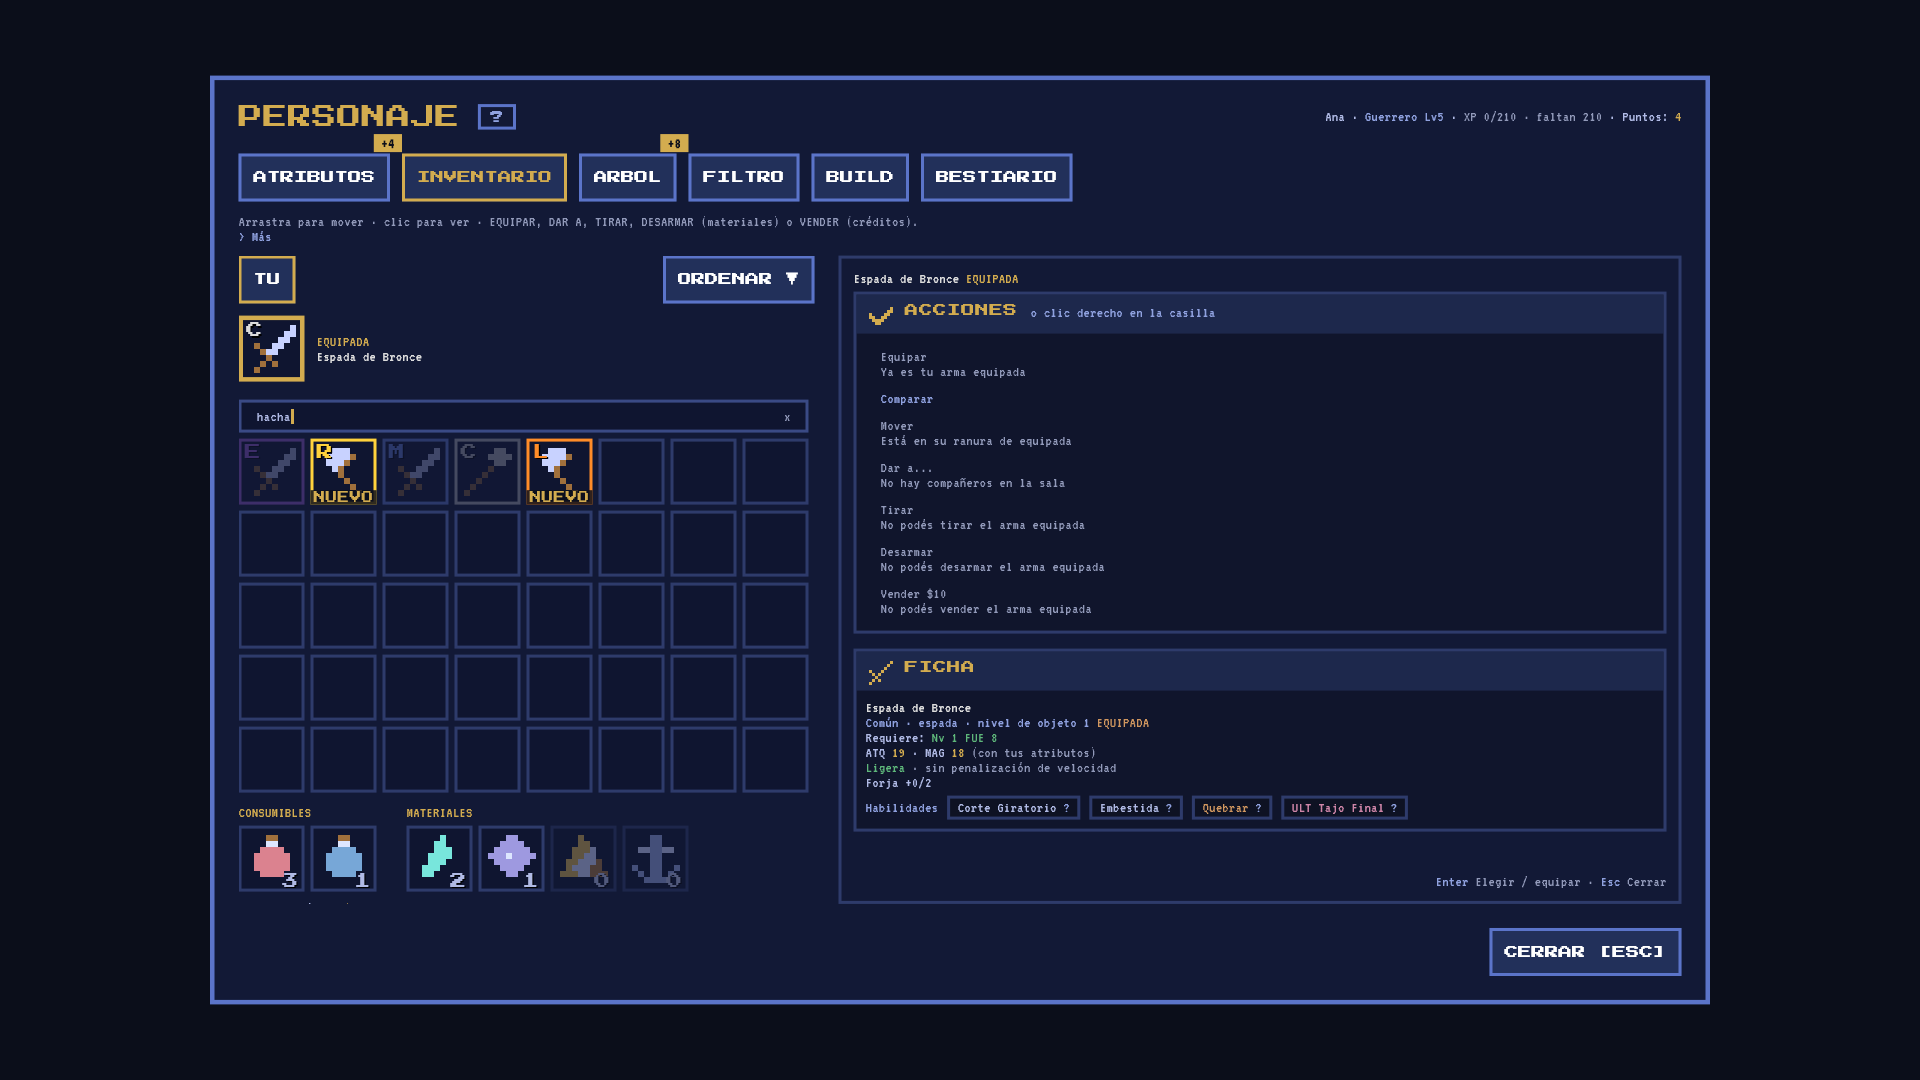 PERSONAJE ?
Ana · Guerrero Lv5 · XP 0/210 · faltan 210 · Puntos: 4
+4
+8
ATRIBUTOS
INVENTARIO
ARBOL
FILTRO
BUILD
BESTIARIO
Arrastra para mover · clic para ver · EQUIPAR, DAR A, TIRAR, DESARMAR (materiales) o VENDER (créditos).
> Más
TU
ORDENAR ▼
C
EQUIPADA
Espada de Bronce
hacha
x
E
R
NUEVO
M
C
L
NUEVO
CONSUMIBLES
MATERIALES
3
1
2
1
0
0
Espada de Bronce EQUIPADA
ACCIONES o clic derecho en la casilla
Equipar
Ya es tu arma equipada
Comparar
Mover
Está en su ranura de equipada
Dar a...
No hay compañeros en la sala
Tirar
No podés tirar el arma equipada
Desarmar
No podés desarmar el arma equipada
Vender $10
No podés vender el arma equipada
FICHA
Espada de Bronce
Común · espada · nivel de objeto 1 EQUIPADA
Requiere: Nv 1 FUE 8
ATQ 19 · MAG 18 (con tus atributos)
Ligera · sin penalización de velocidad
Forja +0/2
Habilidades Corte Giratorio ? Embestida ? Quebrar ? ULT Tajo Final ?
Enter Elegir / equipar · Esc Cerrar
CERRAR [ESC]